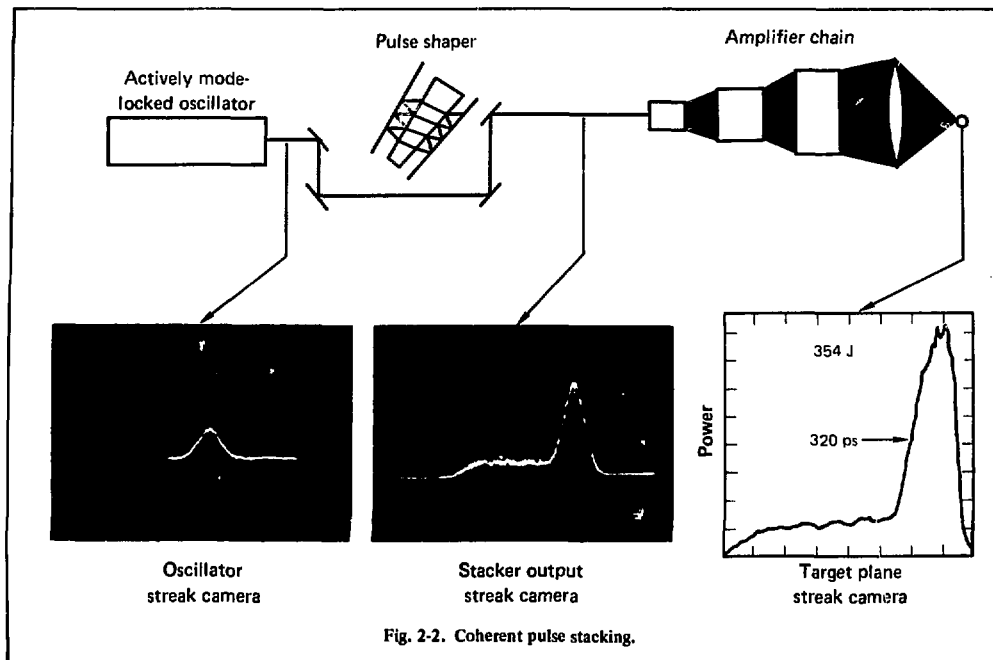 Pulse shaper
Amplifier chain
Actively mode-
locked oscillator
354 J
320 ps
Power
Oscillator
streak camera
Stacker output
streak camera
Target plane
streak camera
Fig. 2-2. Coherent pulse stacking.